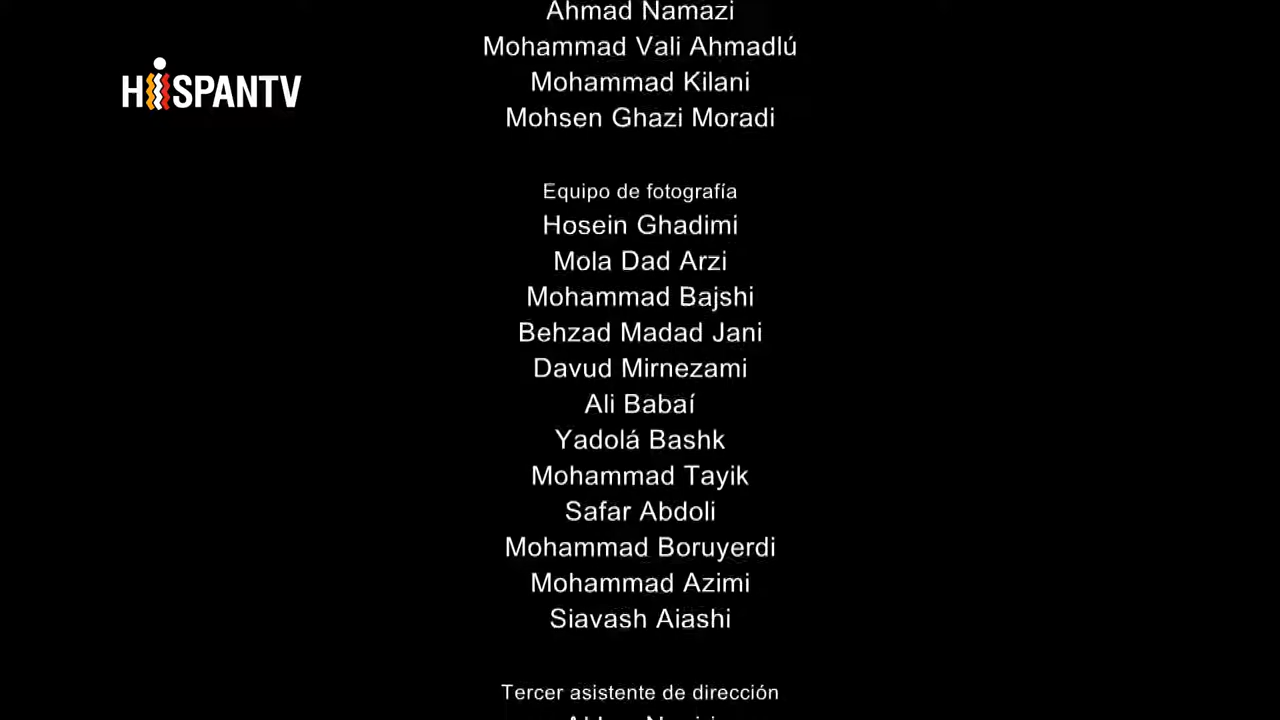 Ahmad Namazi
Mohammad Vali Ahmadlú
HISPANTV
Mohammad Kilani
Mohsen Ghazi Moradi
Equipo de fotografía
Hosein Ghadimi
Mola Dad Arzi
Mohammad Bajshi
Behzad Madad Jani
Davud Mirnezami
Ali Babaí
Yadolá Bashk
Mohammad Tayik
Safar Abdoli
Mohammad Boruyerdi
Mohammad Azimi
Siavash Aiashi
Tercer asistente de dirección